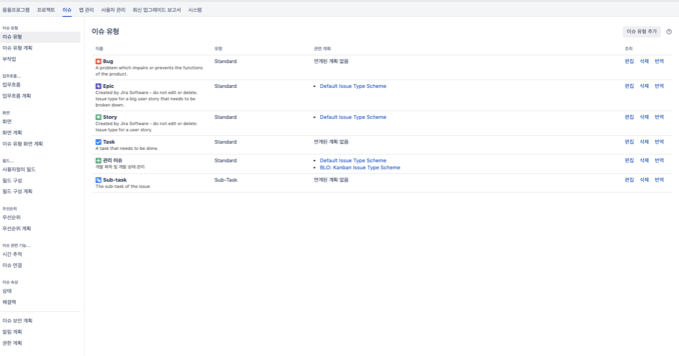 응용프로그램 프로젝트 이슈 앱 관리 사용자 관리 최신 업그레이드 보고서 시스템
이슈 유형
이슈 유형
이슈 유형 계획
부작업
업무흐름...
업무흐름
업무흐름 계획
화면
화면
화면 계획
이슈 유형 화면 계획
필드...
사용자정의 필드
필드 구성
필드 구성 계획
우선순위
우선순위
우선순위 계획
이슈 관련 기능...
시간 추적
이슈 연결
이슈 속성
상태
해결책
이슈 보안 계획
알림 계획
권한 계획
이슈 유형
이슈 유형 추가
이름 유형 관련 계획 조작
Bug Standard 연계된 계획 없음 편집 삭제 번역
A problem which impairs or prevents the functions
of the product.
Epic Standard Default Issue Type Scheme 편집 삭제 번역
Created by Jira Software - do not edit or delete.
Issue type for a big user story that needs to be
broken down.
Story Standard Default Issue Type Scheme 편집 삭제 번역
Created by Jira Software - do not edit or delete.
Issue type for a user story.
Task Standard 연계된 계획 없음 편집 삭제 번역
A task that needs to be done.
관리 이슈 Standard Default Issue Type Scheme 편집 삭제 번역
개발 목적 및 개발 상태 관리 BLO: Kanban Issue Type Scheme
Sub-task Sub-Task 연계된 계획 없음 편집 삭제 번역
The sub-task of the issue